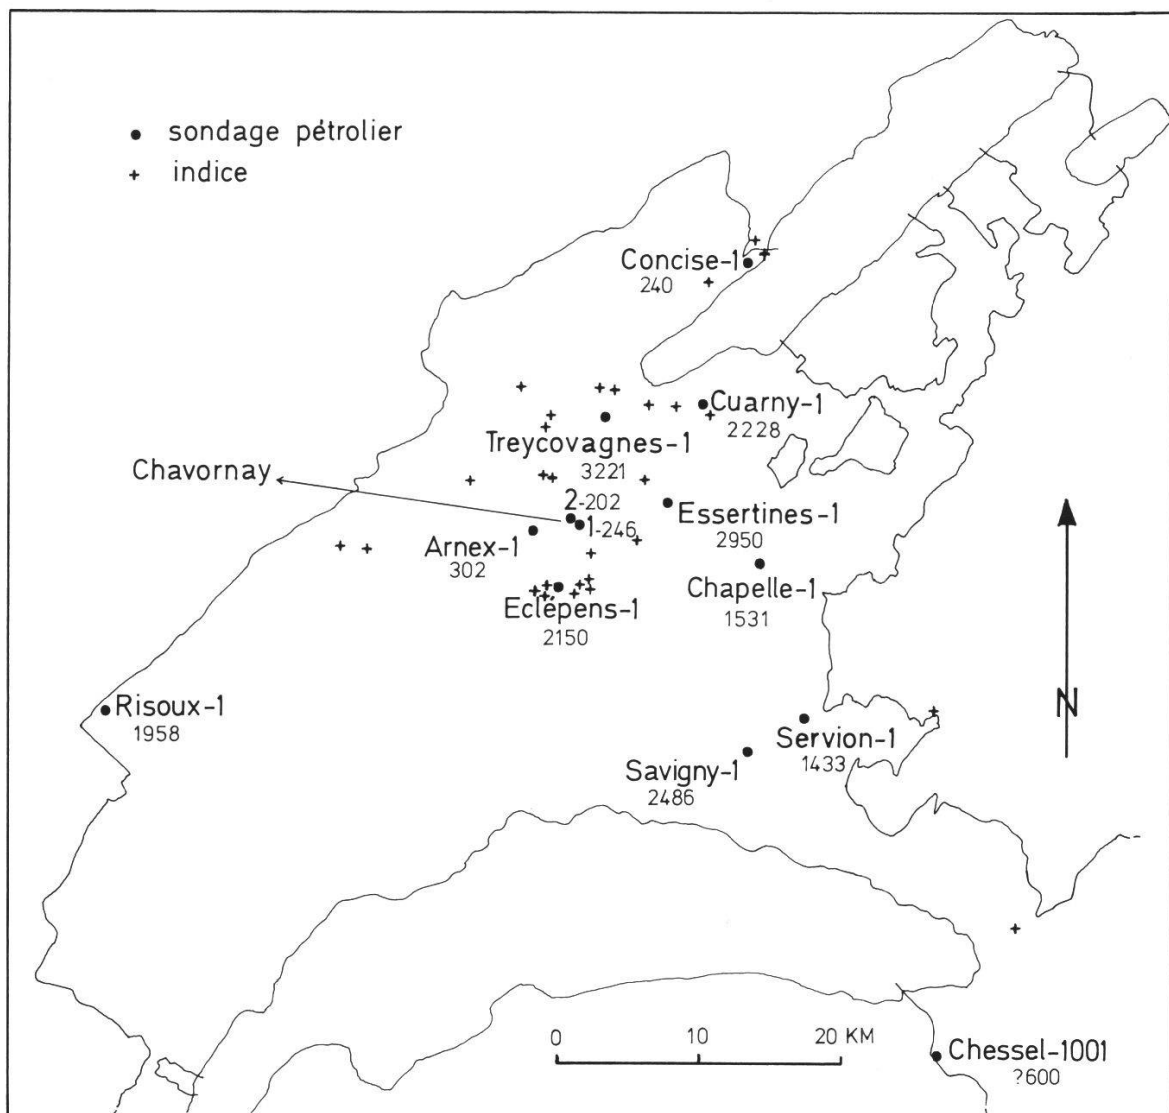 sondage pétrolier
indice
Concise-1
240
Cuarny-1
2228
Treycovagnes-1
3221
Chavornay
2-202
1-246
Essertines-1
2950
Arnex-1
302
Chapelle-1
1531
Eclépens-1
2150
Risoux-1
1958
N
Servion-1
1433
Savigny-1
2486
0 10 20 KM
Chessel-1001
?600